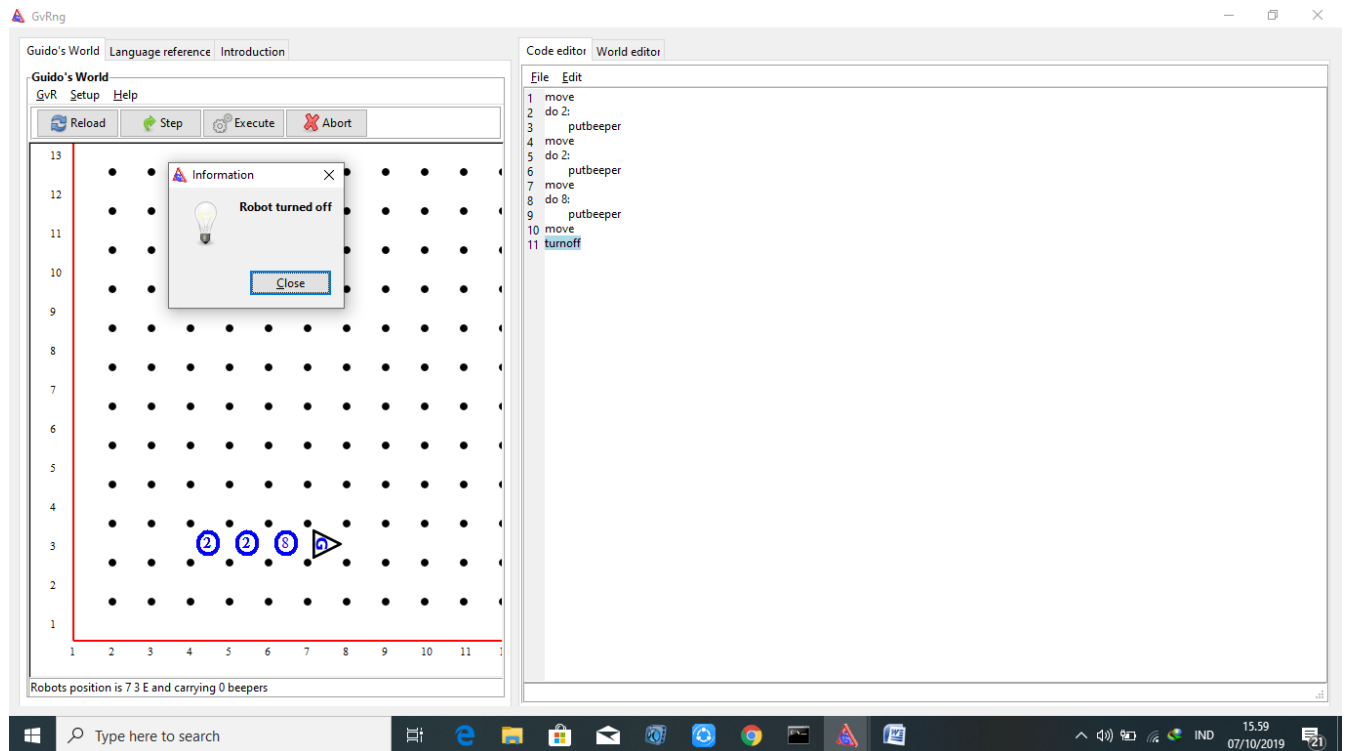 GvRng
Guido's World Language reference Introduction
Guido's World
GvR Setup Help
Reload Step Execute Abort
13
12
11
10
9
8
7
6
5
4
3
2
1
Information
Robot turned off
Close
2 2 8 G
1 2 3 4 5 6 7 8 9 10 11
Robots position is 7 3 E and carrying 0 beepers
Code editor World editor
File Edit
1 move
2 do 2:
3 putbeeper
4 move
5 do 2:
6 putbeeper
7 move
8 do 8:
9 putbeeper
10 move
11 turnoff
Type here to search
IND
15.59
07/10/2019
21